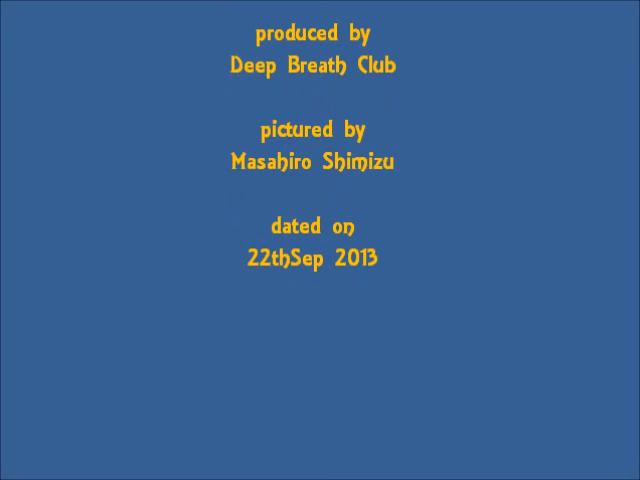 produced by
Deep Breath Club
pictured by
Masahiro Shimizu
dated on
22thSep 2013